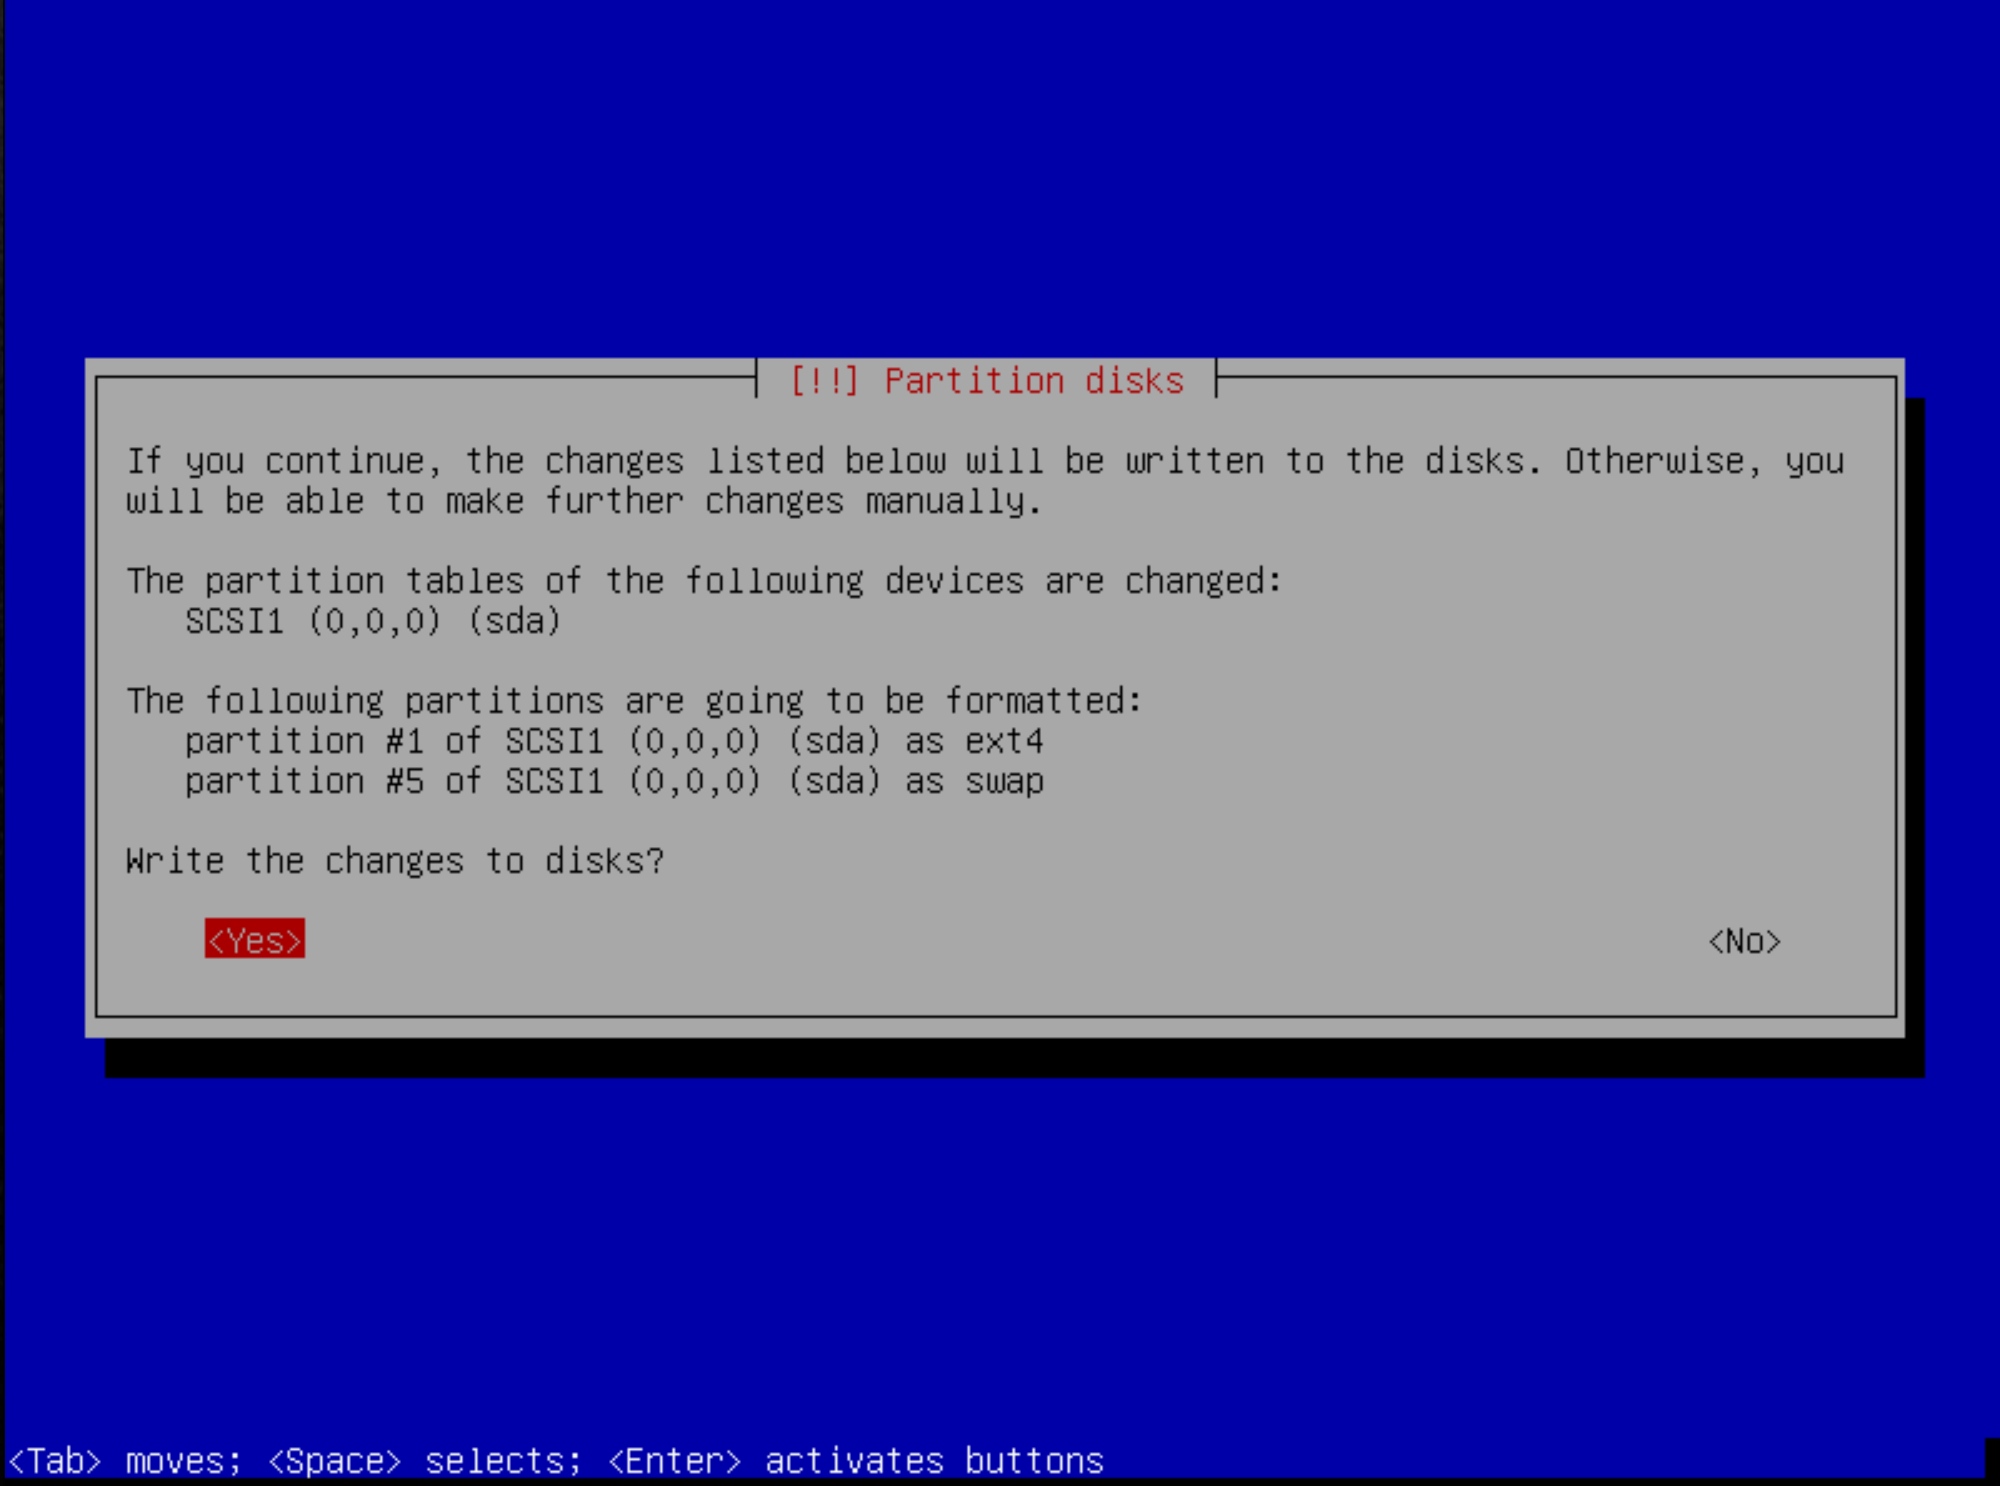 [!!] Partition disks
If you continue, the changes listed below will be written to the disks. Otherwise, you
will be able to make further changes manually.
The partition tables of the following devices are changed:
SCSI1 (0,0,0) (sda)
The following partitions are going to be formatted:
partition #1 of SCSI1 (0,0,0) (sda) as ext4
partition #5 of SCSI1 (0,0,0) (sda) as swap
Write the changes to disks?
<Yes> <No>
<Tab> moves; <Space> selects; <Enter> activates buttons